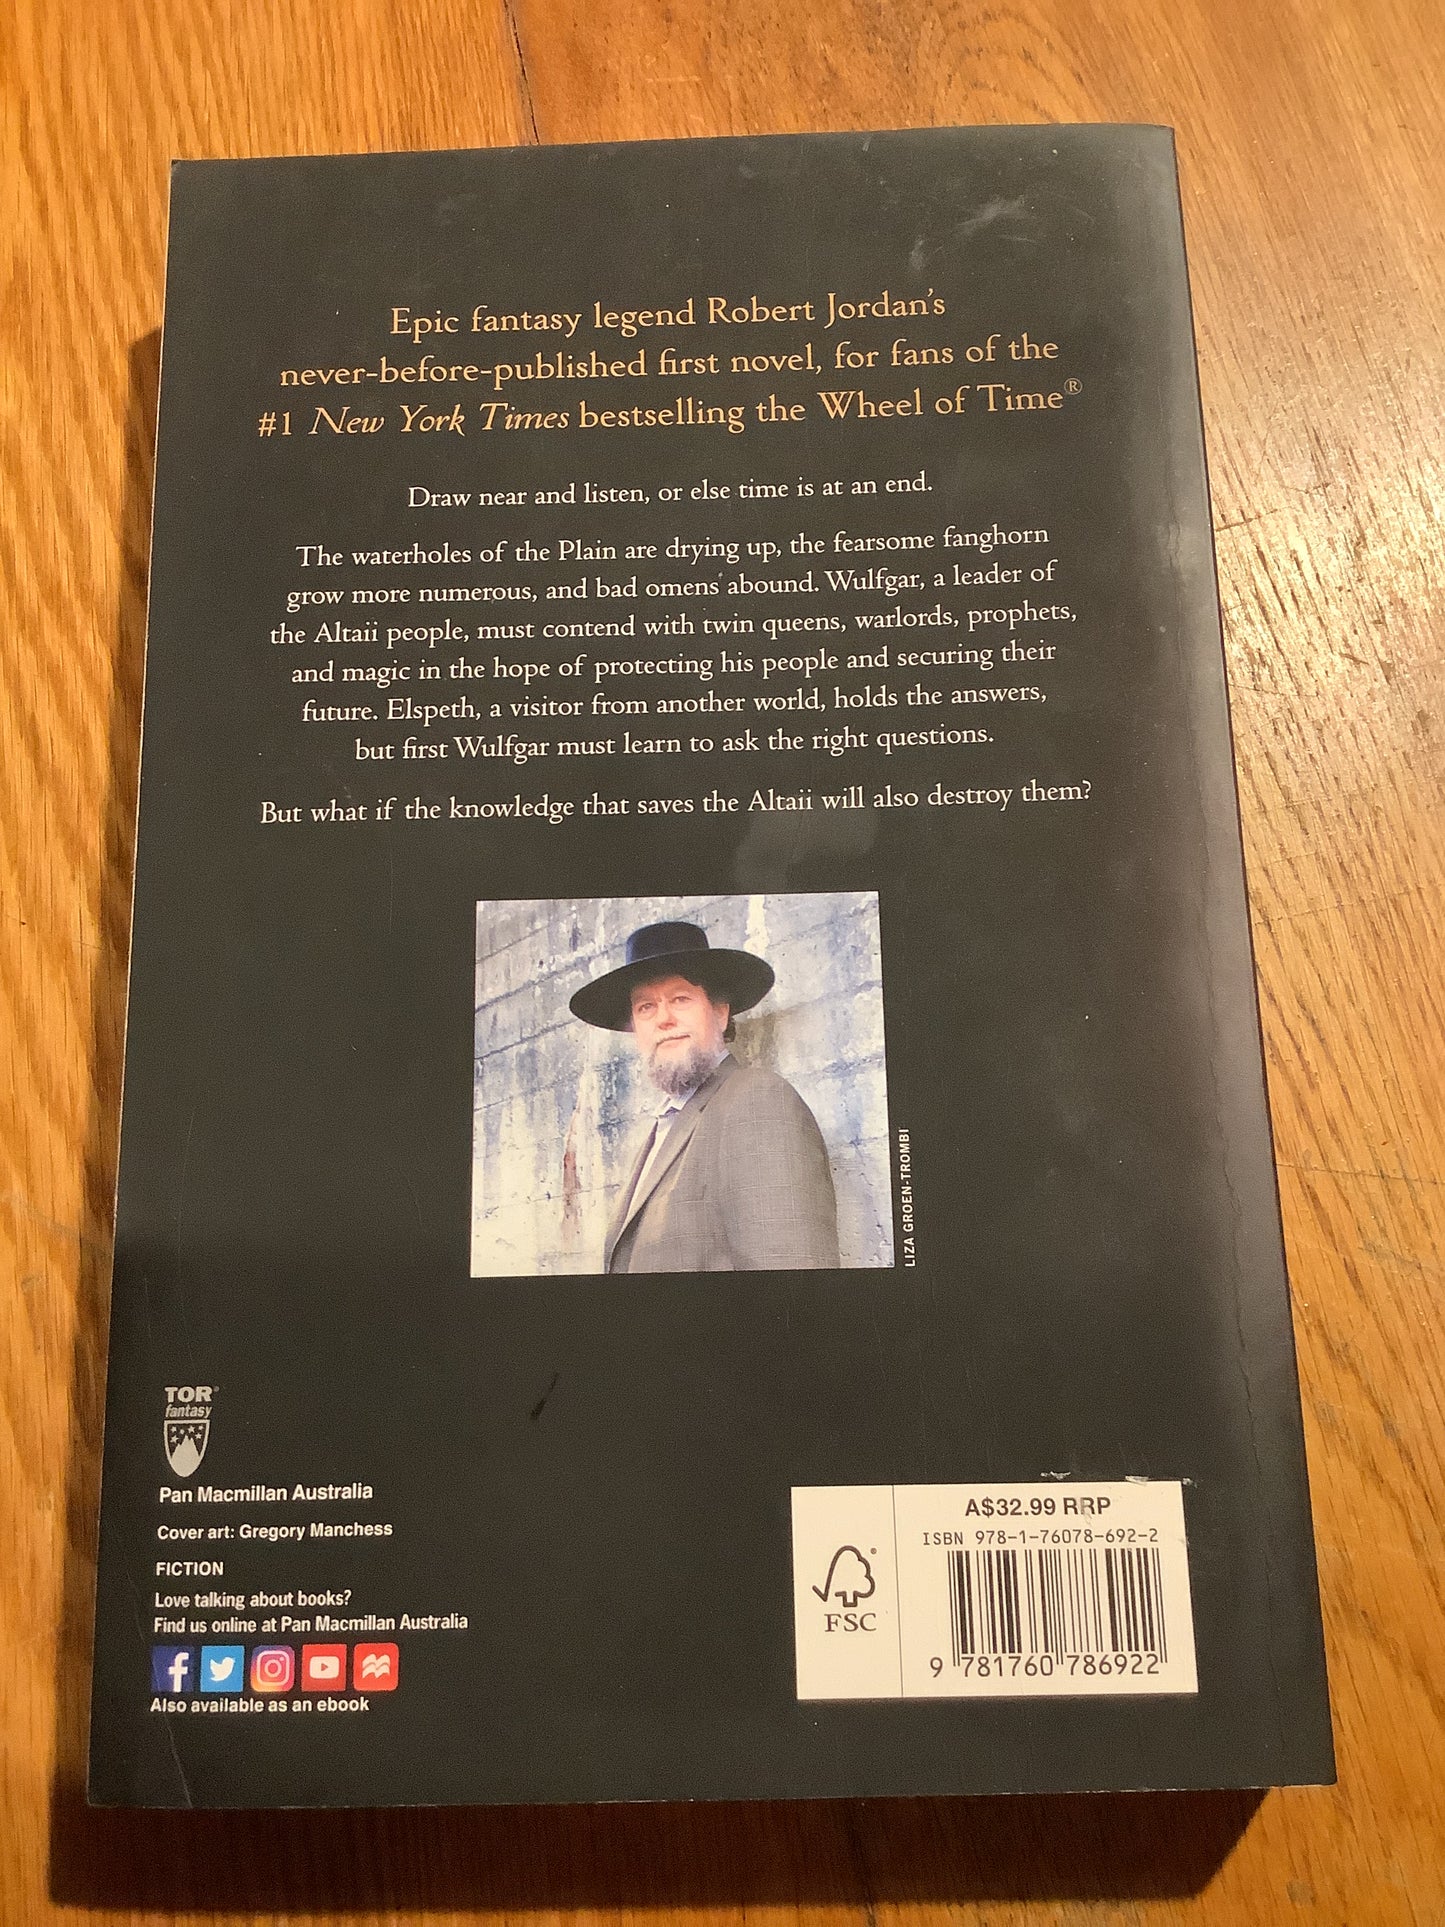 Epic fantasy legend Robert Jordan's
never-before-published first novel, for fans of the
#1 New York Times bestselling the Wheel of Time®
Draw near and listen, or else time is at an end.
The waterholes of the Plain are drying up, the fearsome fanghorn
grow more numerous, and bad omens abound. Wulfgar, a leader of
the Altaii people, must contend with twin queens, warlords, prophets,
and magic in the hope of protecting his people and securing their
future. Elspeth, a visitor from another world, holds the answers,
but first Wulfgar must learn to ask the right questions.
But what if the knowledge that saves the Altaii will also destroy them?
LIZA GROEN-TROMBI
TOR®
fantasy
Pan Macmillan Australia
Cover art: Gregory Manchess
FICTION
Love talking about books?
Find us online at Pan Macmillan Australia
Also available as an ebook
A$32.99 RRP
ISBN 978-1-76078-692-2
FSC
9 781760 786922